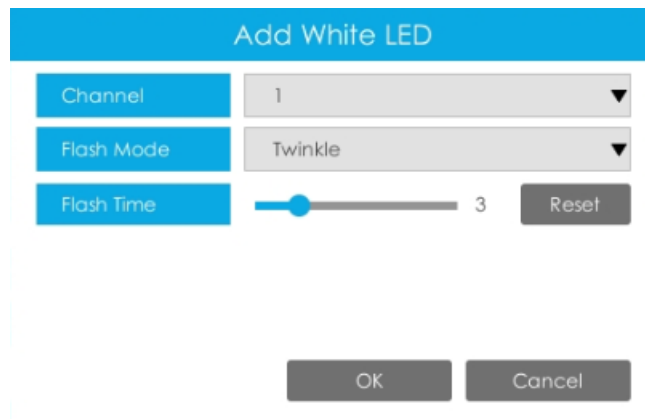 Add White LED
Channel 1
Flash Mode Twinkle
Flash Time 3 Reset
OK Cancel